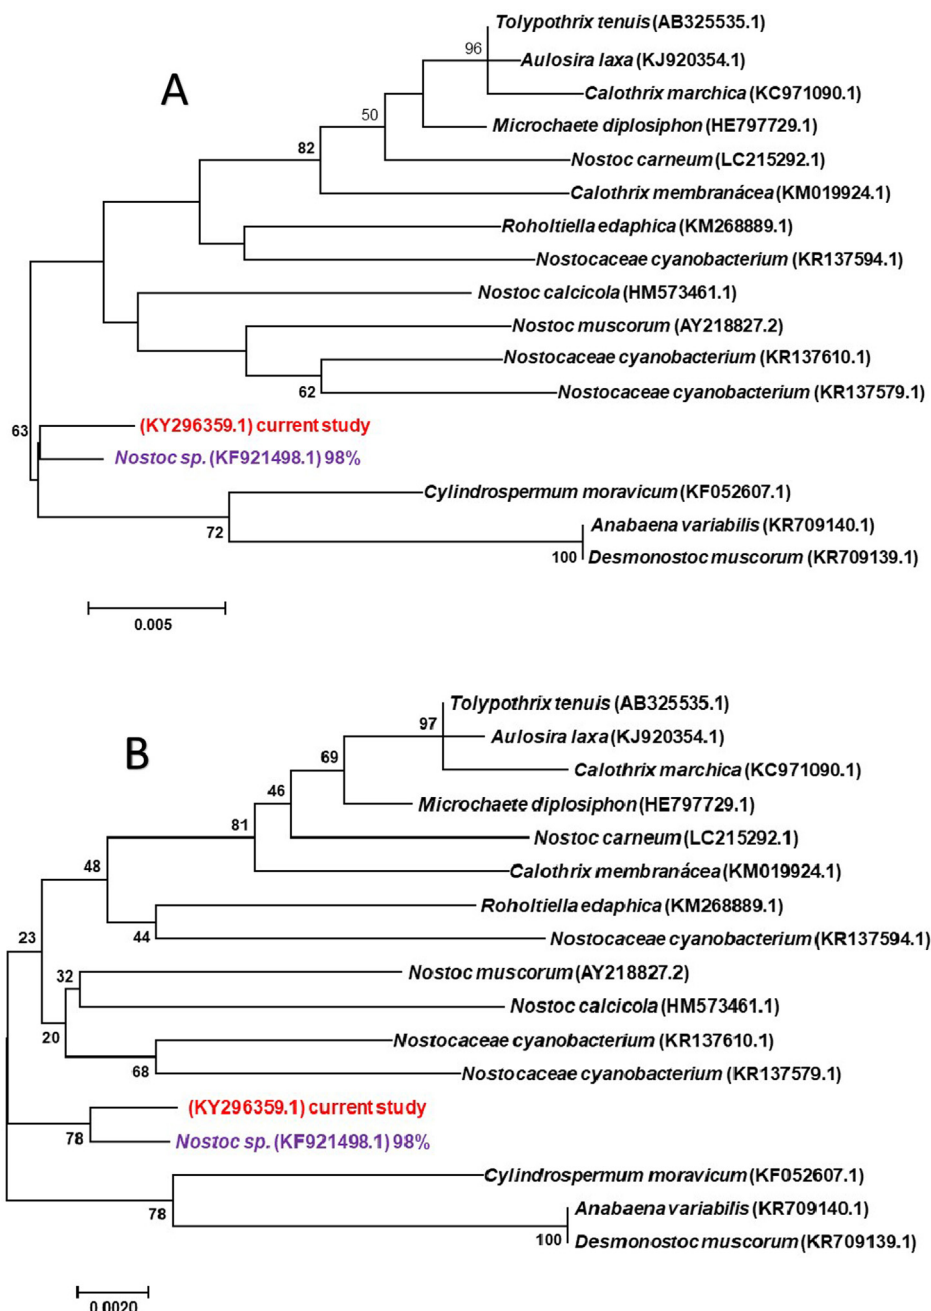 Tolypothrix tenuis (AB325535.1)
A
96
Aulosira laxa (KJ920354.1)
Calothrix marchica (KC971090.1)
50
Microchaete diplosiphon (HE797729.1)
82
Nostoc carneum (LC215292.1)
Calothrix membranácea (KM019924.1)
Roholtiella edaphica (KM268889.1)
Nostocaceae cyanobacterium (KR137594.1)
Nostoc calcicola (HM573461.1)
Nostoc muscorum (AY218827.2)
Nostocaceae cyanobacterium (KR137610.1)
62
Nostocaceae cyanobacterium (KR137579.1)
63
(KY296359.1) current study
Nostoc sp. (KF921498.1) 98%
Cylindrospermum moravicum (KF052607.1)
72
Anabaena variabilis (KR709140.1)
100
Desmonostoc muscorum (KR709139.1)
0.005
Tolypothrix tenuis (AB325535.1)
B
97
Aulosira laxa (KJ920354.1)
69
Calothrix marchica (KC971090.1)
46
Microchaete diplosiphon (HE797729.1)
81
Nostoc carneum (LC215292.1)
48
Calothrix membranácea (KM019924.1)
Roholtiella edaphica (KM268889.1)
44
Nostocaceae cyanobacterium (KR137594.1)
23
32
Nostoc muscorum (AY218827.2)
Nostoc calcicola (HM573461.1)
20
Nostocaceae cyanobacterium (KR137610.1)
68
Nostocaceae cyanobacterium (KR137579.1)
(KY296359.1) current study
78
Nostoc sp. (KF921498.1) 98%
Cylindrospermum moravicum (KF052607.1)
78
Anabaena variabilis (KR709140.1)
100
Desmonostoc muscorum (KR709139.1)
0.0020